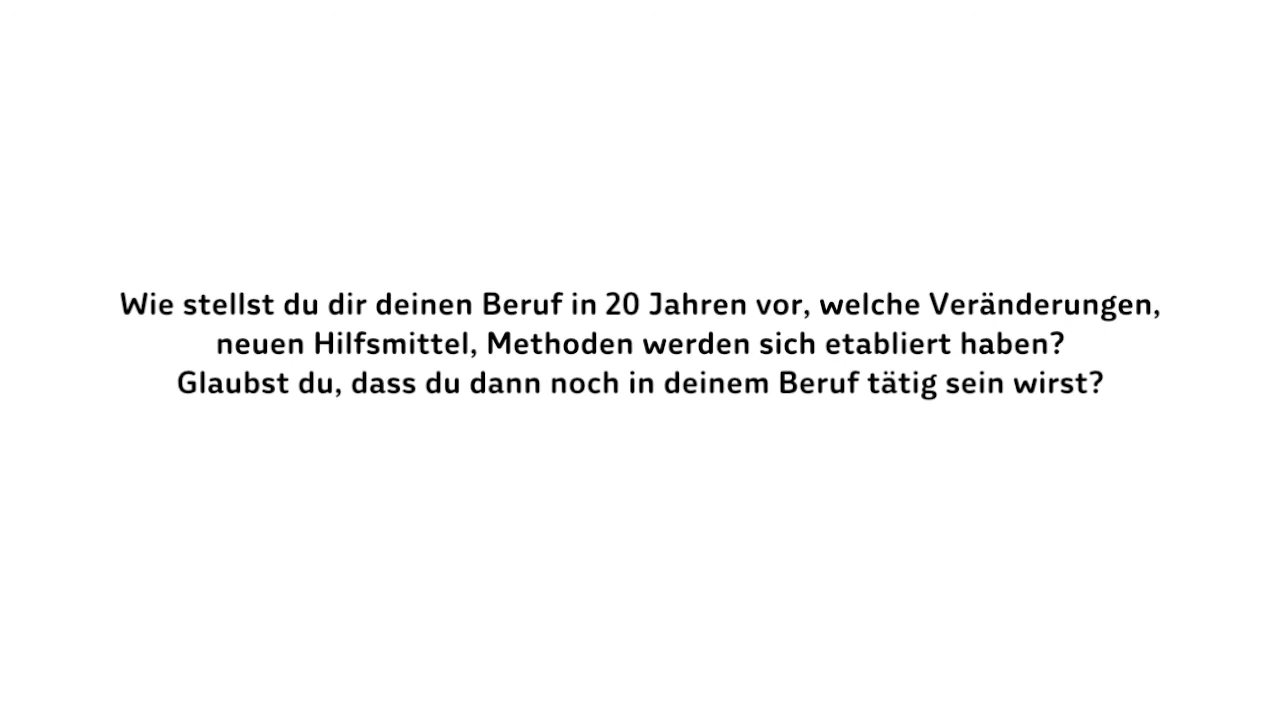 Wie stellst du dir deinen Beruf in 20 Jahren vor, welche Veränderungen,
neuen Hilfsmittel, Methoden werden sich etabliert haben?
Glaubst du, dass du dann noch in deinem Beruf tätig sein wirst?